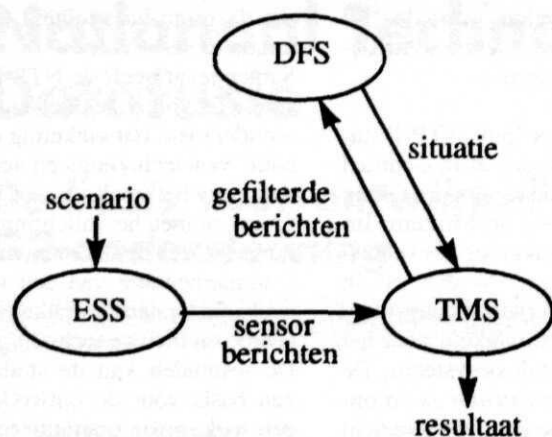 DFS
situatie
gefilterde
berichten
scenario
ESS
TMS
sensor
berichten
resultaat